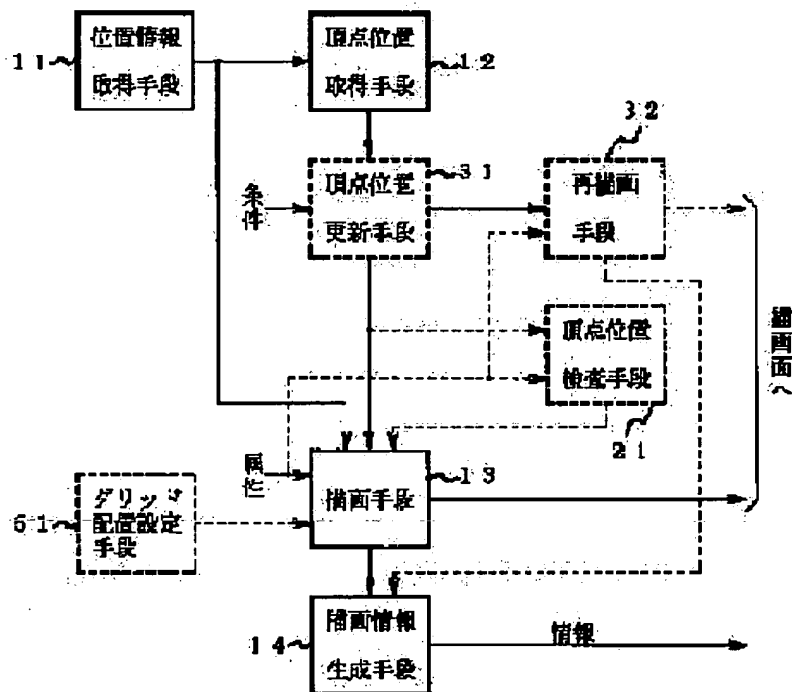 位置情報
取得手段
11
頂点位置
取得手段
12
32
条件
頂点位置
更新手段
31
再描画
手段
頂点位置
検査手段
21
描画面へ
属性
描画手段
13
グリッド
配置設定
手段
61
描画情報
生成手段
14
情報